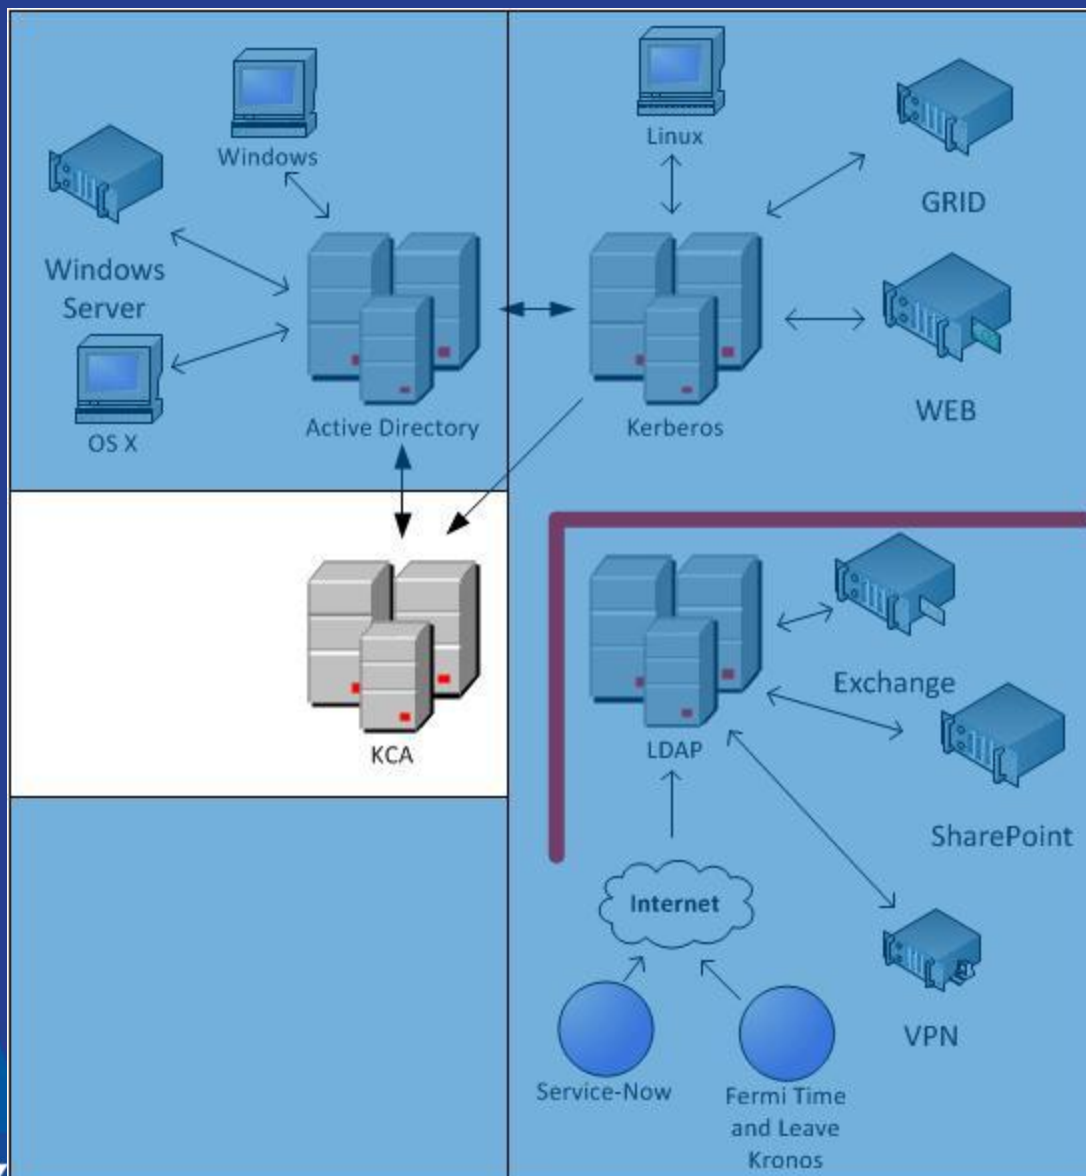 Windows
Linux
GRID
Windows
Server
OS X
Active Directory
Kerberos
WEB
KCA
LDAP
Exchange
SharePoint
Internet
VPN
Service-Now
Fermi Time
and Leave
Kronos